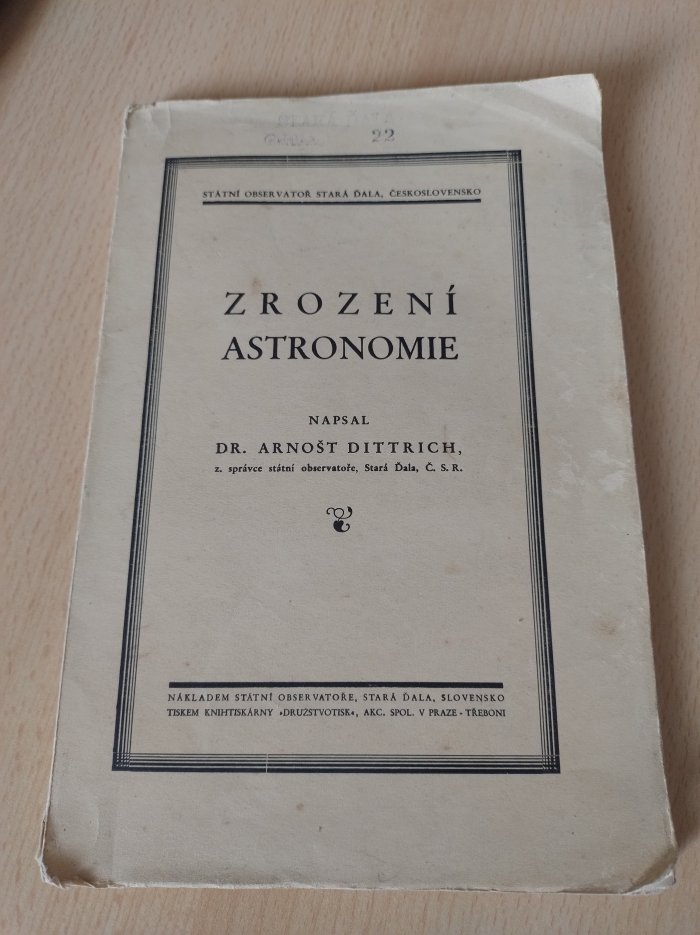 22
STÁTNÍ OBSERVATOŘ STARÁ ĎALA, ČESKOSLOVENSKO
ZROZENÍ
ASTRONOMIE
NAPSAL
DR. ARNOŠT DITTRICH,
z. správce státní observatoře, Stará Ďala, Č. S. R.
NÁKLADEM STÁTNÍ OBSERVATOŘE, STARÁ ĎALA, SLOVENSKO
TISKEM KNIHTISKÁRNY »DRUŽSTVOTISK«, AKC. SPOL. V PRAZE - TŘEBONI